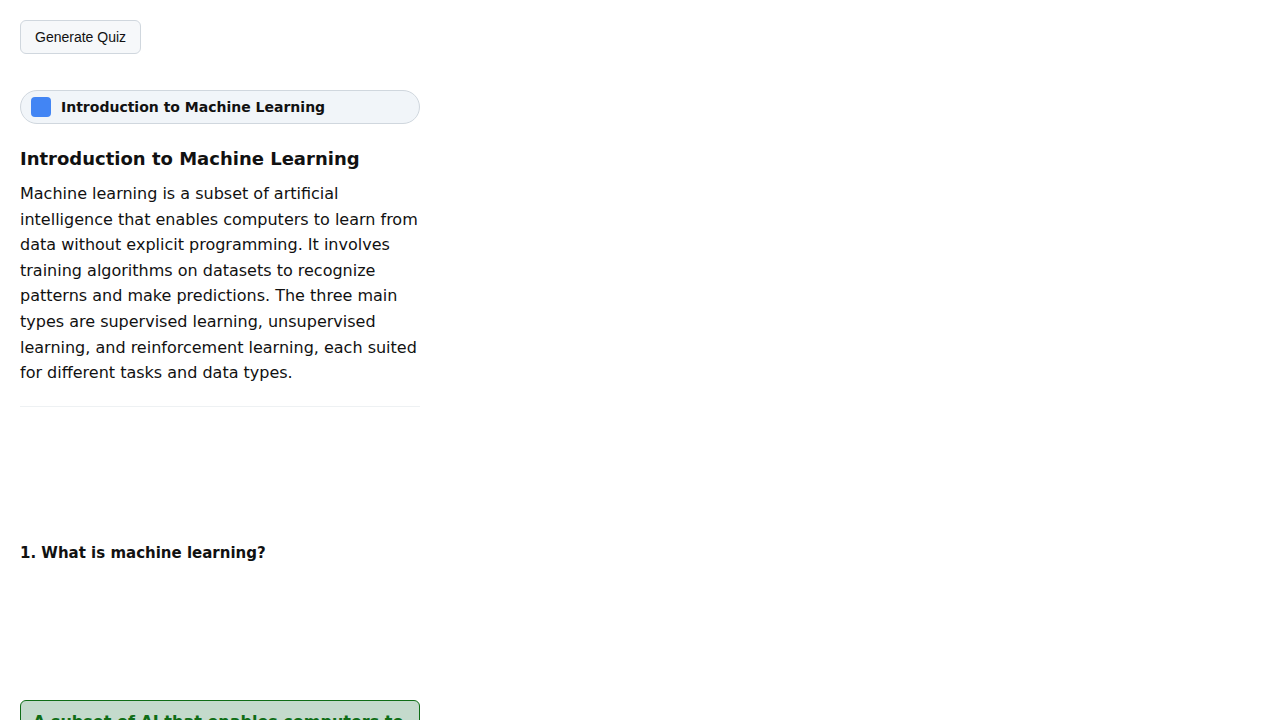 Generate Quiz
Introduction to Machine Learning
Introduction to Machine Learning
Machine learning is a subset of artificial
intelligence that enables computers to learn from
data without explicit programming. It involves
training algorithms on datasets to recognize
patterns and make predictions. The three main
types are supervised learning, unsupervised
learning, and reinforcement learning, each suited
for different tasks and data types.
1. What is machine learning?
A subset of AI that enables computers to